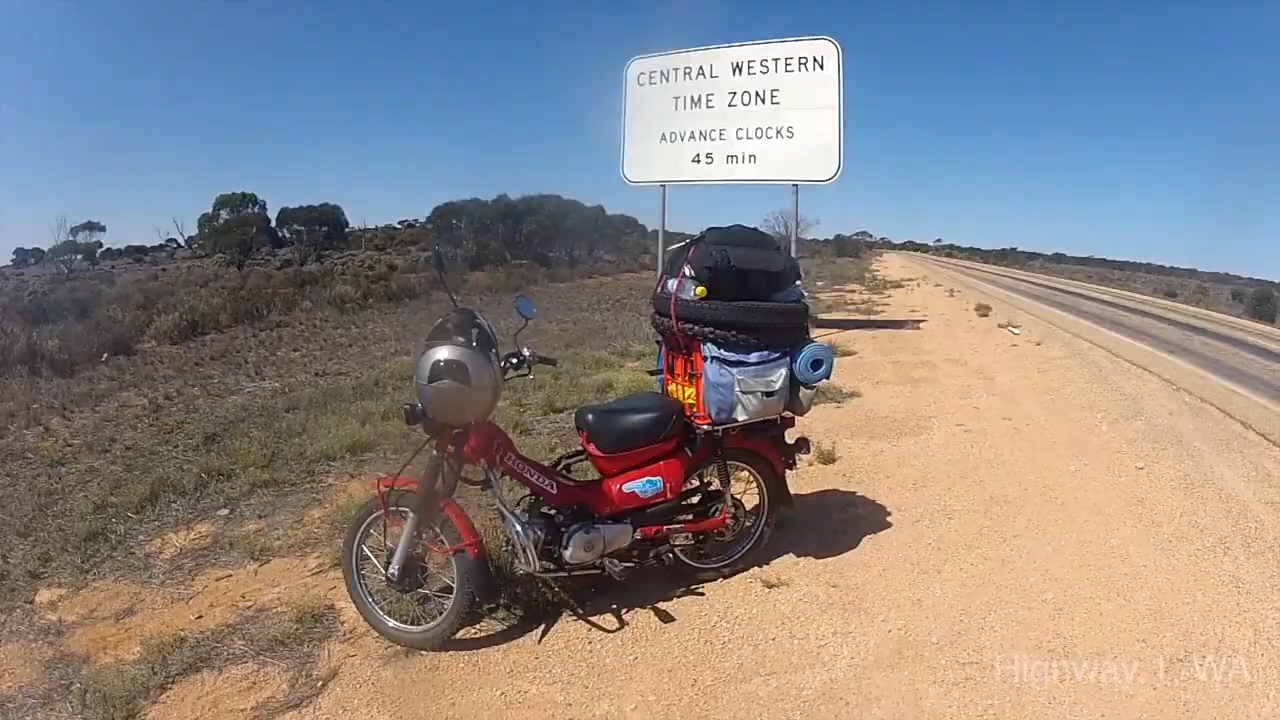 CENTRAL WESTERN
TIME ZONE
ADVANCE CLOCKS
45 min
HONDA
Highway, 1, WA